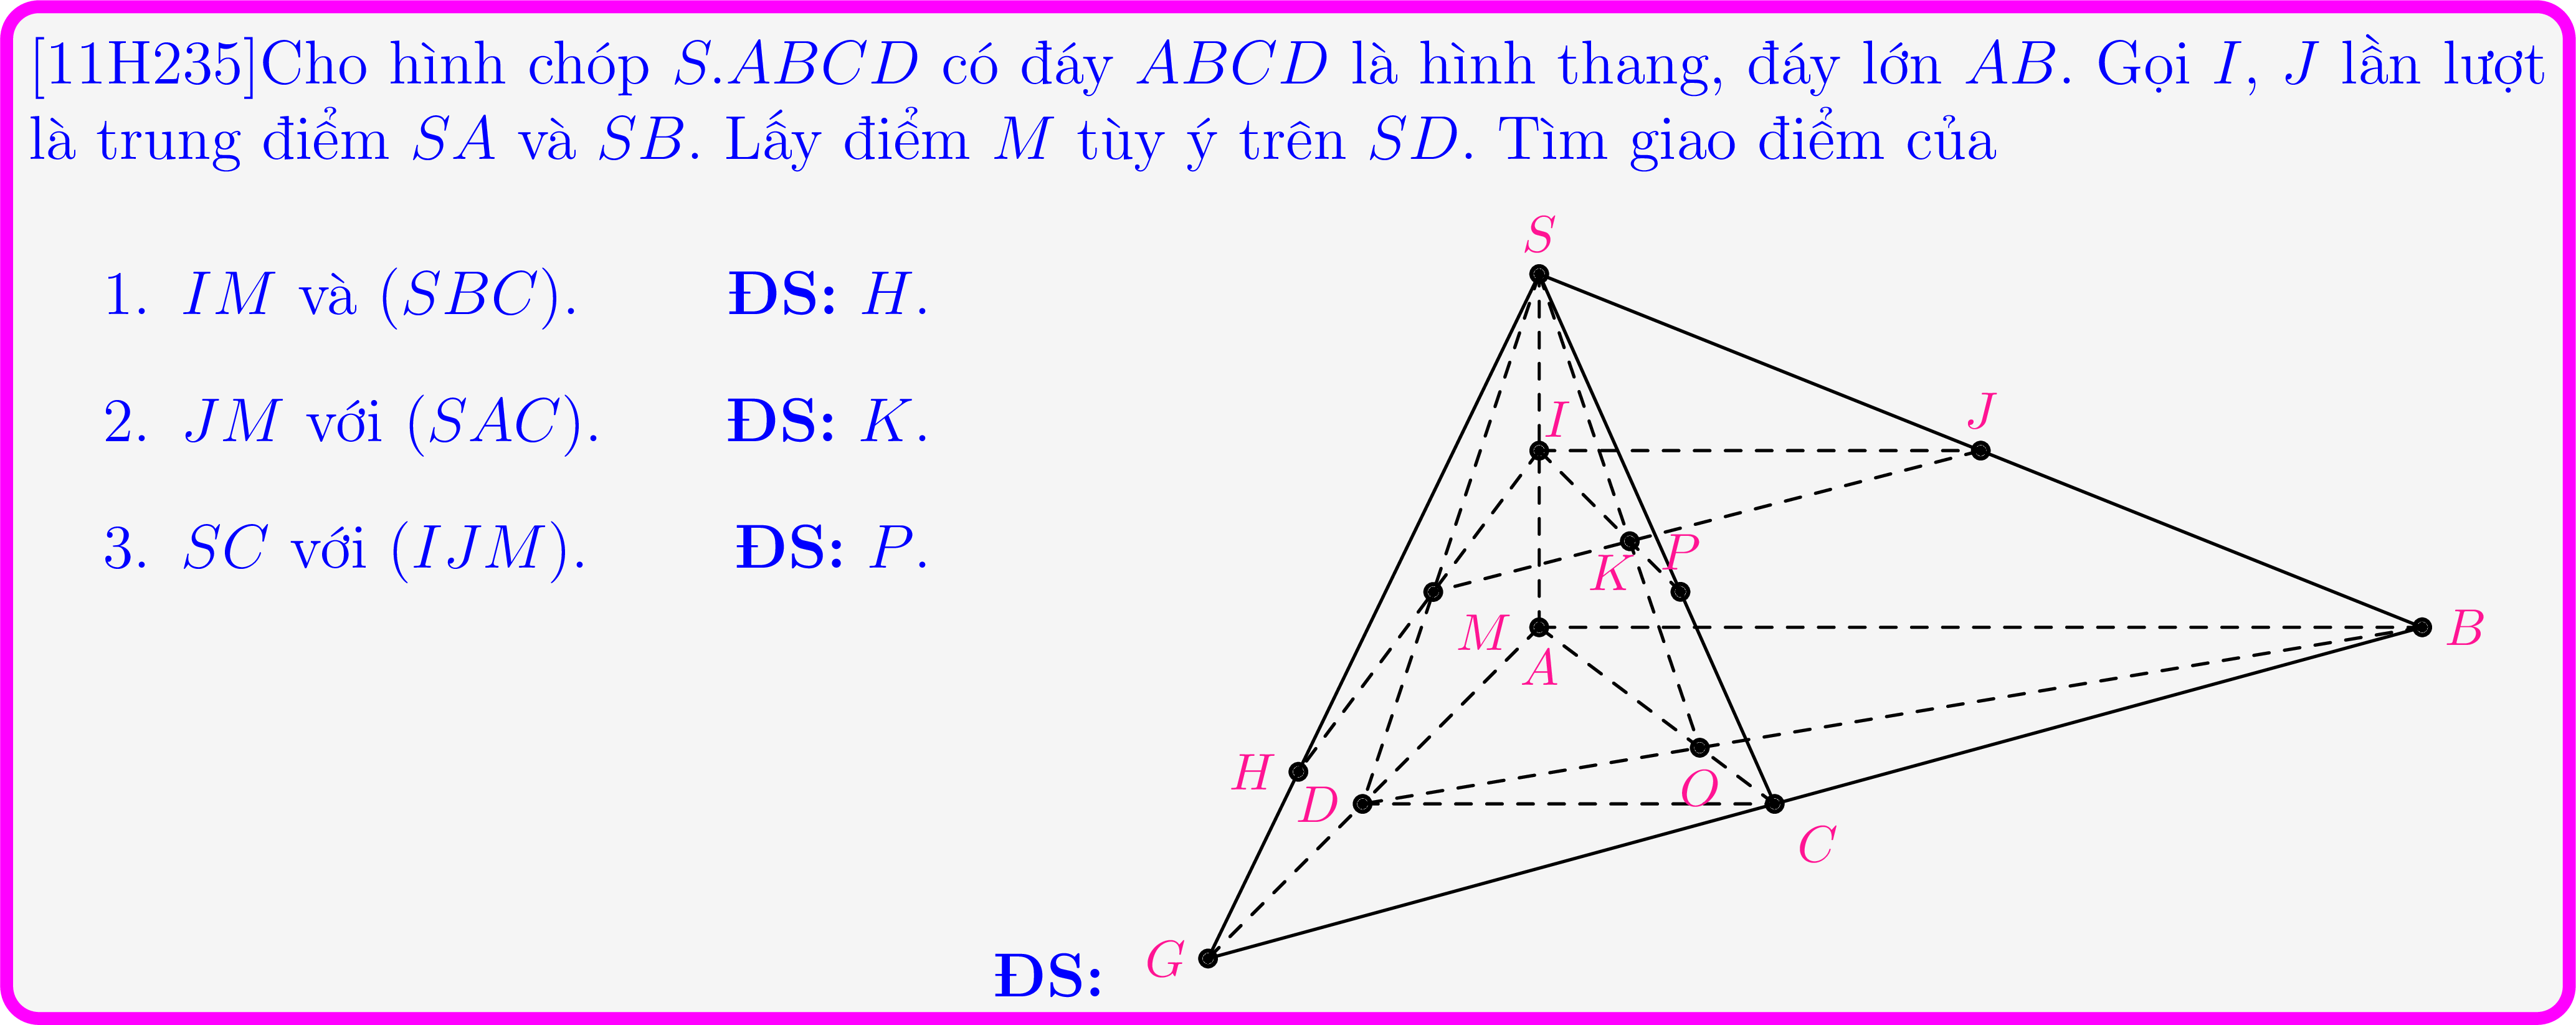 [11H235]Cho hình chóp S.ABCD có đáy ABCD là hình thang, đáy lớn AB. Gọi I, J lần lượt
là trung điểm SA và SB. Lấy điểm M tùy ý trên SD. Tìm giao điểm của
1. IM và (SBC). ĐS: H.
2. JM với (SAC). ĐS: K.
3. SC với (IJM). ĐS: P.
S
I
J
K
P
M
A
B
H
D
O
C
G
ĐS: